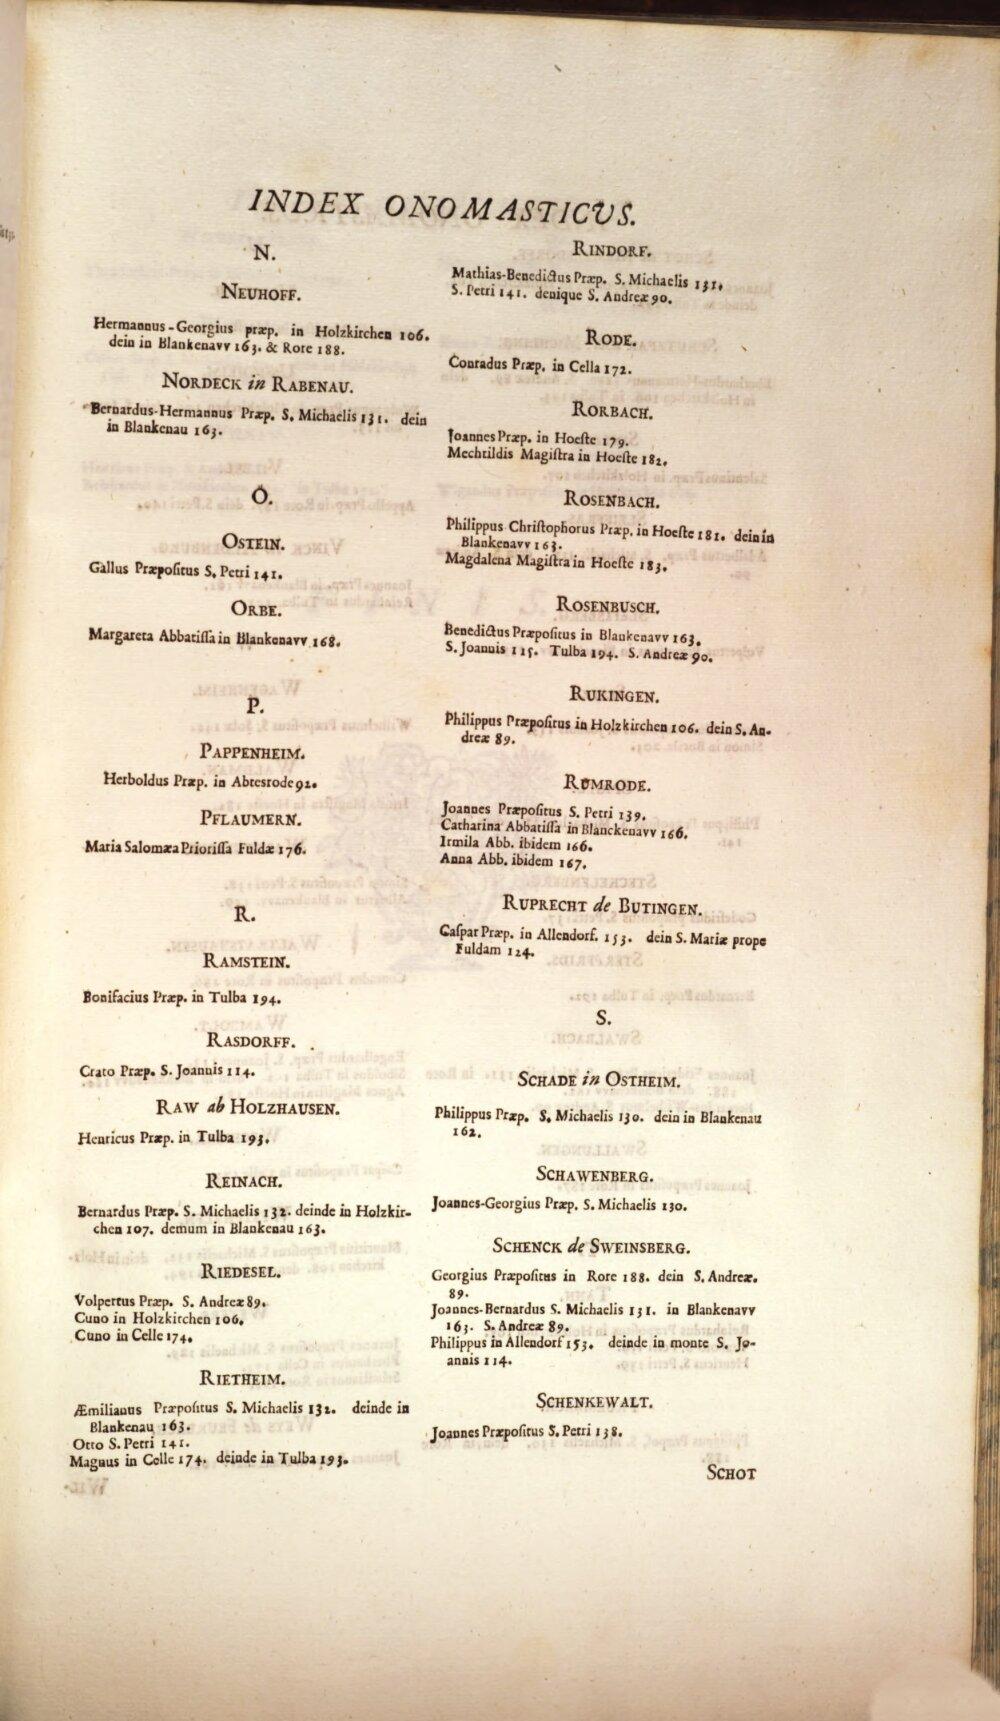 INDEX ONOMASTICVS.
N.
NEUHOFF.
Hermannus-Georgius præp. in Holzkirchen 106.
dein in Blankenavv 163. & Rore 188.
NORDECK in RABENAU.
Bernardus-Hermannus Præp. S. Michaelis 131. dein
in Blankenau 163.
O.
OSTEIN.
Gallus Præpoſitus S. Petri 141.
ORBE.
Margareta Abbatiſſa in Blankenavv 168.
P.
PAPPENHEIM.
Herboldus Præp. in Abtesrode 92.
PFLAUMERN.
Maria Salomæa Prioriſſa Fuldæ 176.
R.
RAMSTEIN.
Bonifacius Præp. in Tulba 194.
RASDORFF.
Crato Præp. S. Joannis 114.
RAW ab HOLZHAUSEN.
Henricus Præp. in Tulba 193.
REINACH.
Bernardus Præp. S. Michaelis 132. deinde in Holzkir-
chen 107. demum in Blankenau 163.
RIEDESEL.
Volpertus Præp. S. Andreæ 89.
Cuno in Holzkirchen 106.
Cuno in Celle 174.
RIETHEIM.
Æmilianus Præpoſitus S. Michaelis 132. deinde in
Blankenau 163.
Otto S. Petri 141.
Magnus in Celle 174. deinde in Tulba 193.
RINDORF.
Mathias-Benedictus Præp. S. Michaelis 131.
S. Petri 141. denique S. Andreæ 90.
RODE.
Conradus Præp. in Cella 172.
RORBACH.
Joannes Præp. in Hoeſte 179.
Mechtildis Magiſtra in Hoeſte 182.
ROSENBACH.
Philippus Chriſtophorus Præp. in Hoeſte 181. dein in
Blankenavv 163.
Magdalena Magiſtra in Hoeſte 183.
ROSENBUSCH.
Benedictus Præpoſitus in Blankenavv 163.
S. Joannis 115. Tulba 194. S. Andreæ 90.
RUKINGEN.
Philippus Præpoſitus in Holzkirchen 106. dein S. An-
dreæ 89.
RUMRODE.
Joannes Præpoſitus S. Petri 139.
Catharina Abbatiſſa in Blanckenavv 166.
Irmila Abb. ibidem 166.
Anna Abb. ibidem 167.
RUPRECHT de BUTINGEN.
Caſpar Præp. in Allendorf. 153. dein S. Mariæ prope
Fuldam 124.
S.
SCHADE in OSTHEIM.
Philippus Præp. S. Michaelis 130. dein in Blankenau
162.
SCHAWENBERG.
Joannes-Georgius Præp. S. Michaelis 130.
SCHENCK de SWEINSBERG.
Georgius Præpoſitus in Rore 188. dein S. Andreæ.
89.
Joannes-Bernardus S. Michaelis 131. in Blankenavv
163. S. Andreæ 89.
Philippus in Allendorf 153. deinde in monte S. Jo-
annis 114.
SCHENKEWALT.
Joannes Præpoſitus S. Petri 138.
SCHOT